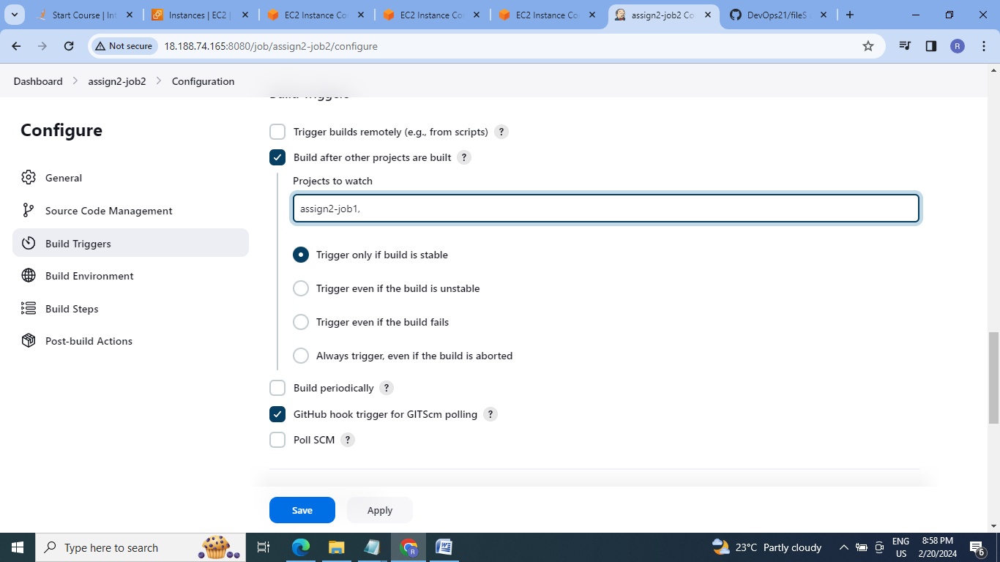 Start Course | Int
Instances | EC2 |
EC2 Instance Co
EC2 Instance Co
EC2 Instance Co
assign2-job2 Co
DevOps21/fileS
Not secure
18.188.74.165:8080/job/assign2-job2/configure
R
Dashboard
assign2-job2
Configuration
Configure
General
Source Code Management
Build Triggers
Build Environment
Build Steps
Post-build Actions
Build Triggers
Trigger builds remotely (e.g., from scripts) ?
Build after other projects are built ?
Projects to watch
assign2-job1,
Trigger only if build is stable
Trigger even if the build is unstable
Trigger even if the build fails
Always trigger, even if the build is aborted
Build periodically ?
GitHub hook trigger for GITScm polling ?
Poll SCM ?
Save
Apply
Type here to search
R
W
23°C Partly cloudy
ENG
US
8:58 PM
2/20/2024
6